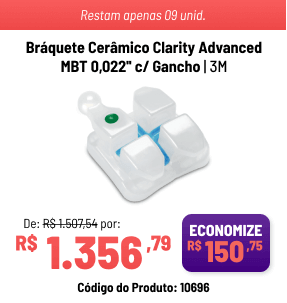 Restam apenas 09 unid.
Bráquete Cerâmico Clarity Advanced
MBT 0,022" c/ Gancho | 3M
De: R$ 1.507,54 por:
R$ 1.356,79
ECONOMIZE
R$ 150,75
Código do Produto: 10696